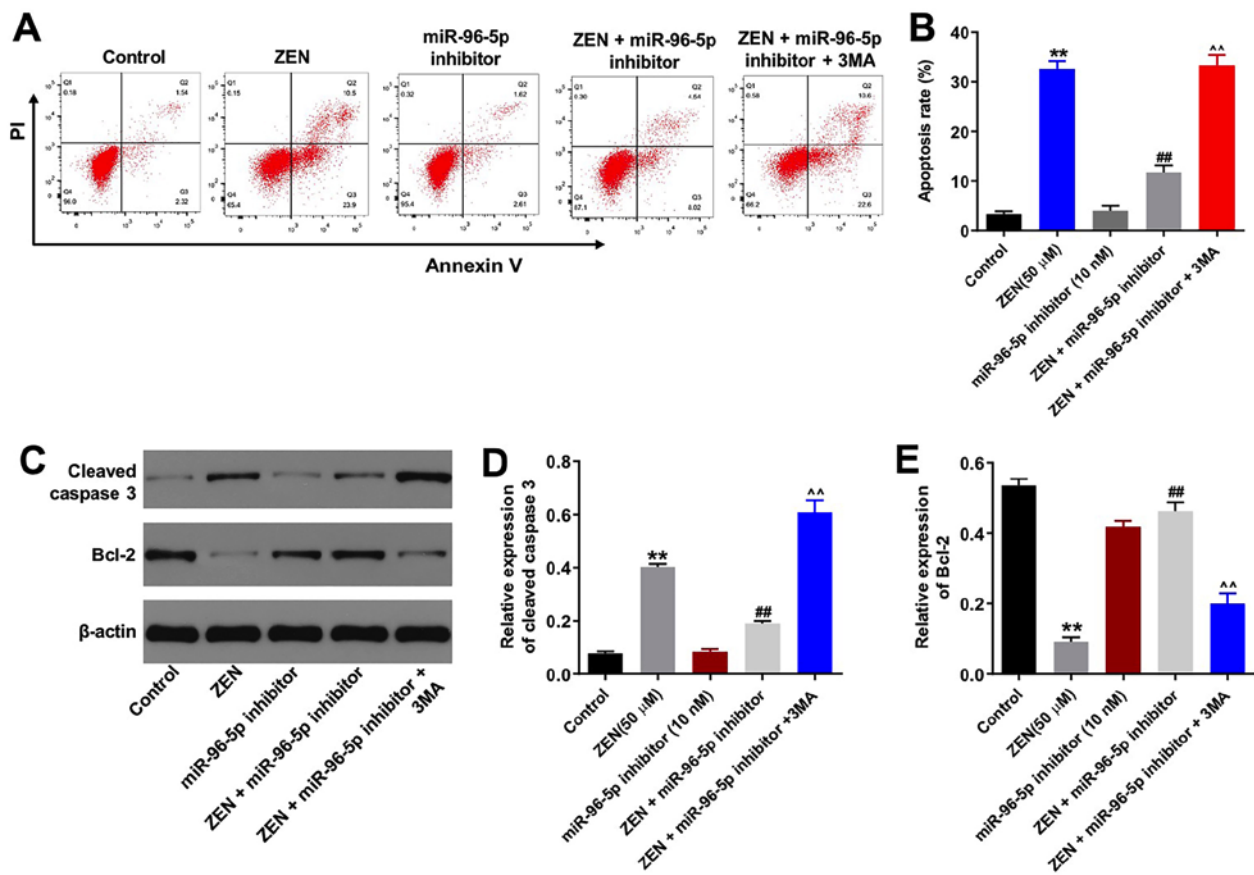 A
Control
ZEN
miR-96-5p
inhibitor
ZEN + miR-96-5p
inhibitor
ZEN + miR-96-5p
inhibitor + 3MA
PI
Annexin V
Q1
0.18
Q2
1.54
Q4
96.0
Q3
2.32
Q1
0.15
Q2
10.5
Q4
65.4
Q3
23.9
Q1
0.32
Q2
1.62
Q4
95.4
Q3
2.61
Q1
Q2
4.54
Q4
87.1
Q3
8.02
Q1
0.58
Q2
Q4
66.2
Q3
22.6
B
Apoptosis rate (%)
40
30
20
10
0
**
##
^^
Control
ZEN(50 μM)
miR-96-5p inhibitor (10 nM)
ZEN + miR-96-5p inhibitor
ZEN + miR-96-5p inhibitor + 3MA
C
Cleaved
caspase 3
Bcl-2
β-actin
Control
ZEN
miR-96-5p inhibitor
ZEN + miR-96-5p inhibitor
ZEN + miR-96-5p inhibitor +
3MA
D
Relative expression
of cleaved caspase 3
0.8
0.6
0.4
0.2
0.0
**
##
^^
Control
ZEN(50 μM)
miR-96-5p inhibitor (10 nM)
ZEN + miR-96-5p inhibitor
ZEN + miR-96-5p inhibitor +3MA
E
Relative expression
of Bcl-2
0.6
0.4
0.2
0.0
**
##
^^
Control
ZEN(50 μM)
miR-96-5p inhibitor (10 nM)
ZEN + miR-96-5p inhibitor
ZEN + miR-96-5p inhibitor + 3MA